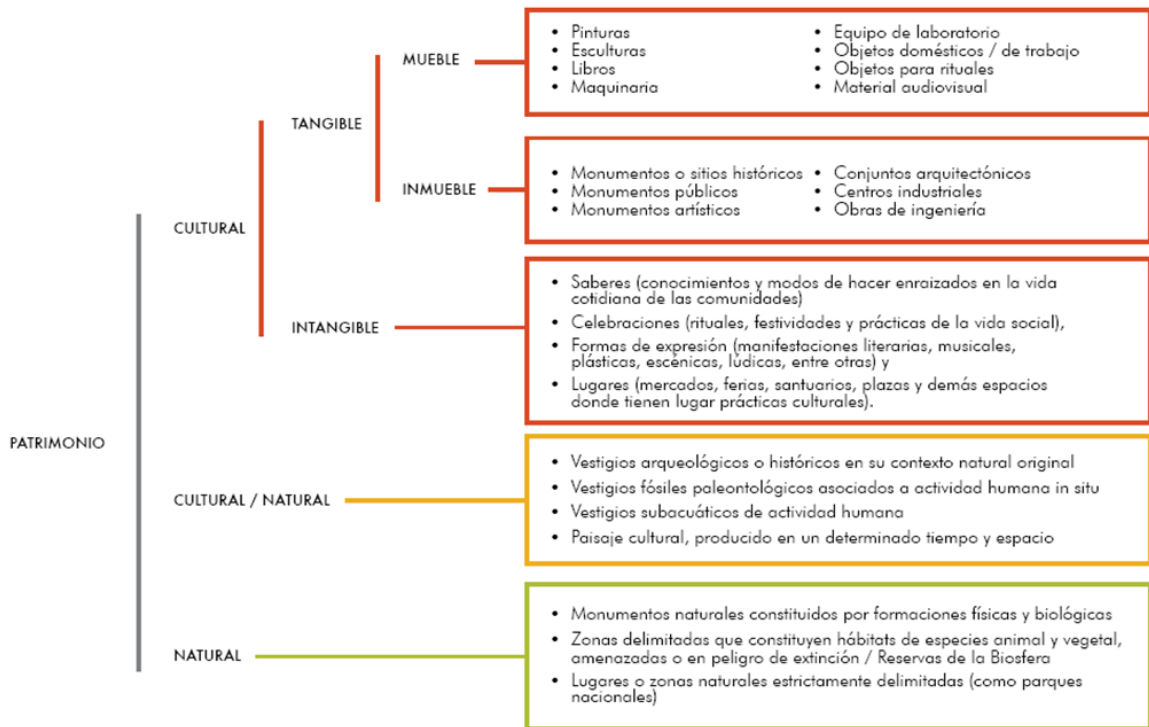 PATRIMONIO
CULTURAL
TANGIBLE
MUEBLE
• Pinturas
• Esculturas
• Libros
• Maquinaria
• Equipo de laboratorio
• Objetos domésticos / de trabajo
• Objetos para rituales
• Material audiovisual
INMUEBLE
• Monumentos o sitios históricos
• Monumentos públicos
• Monumentos artísticos
• Conjuntos arquitectónicos
• Centros industriales
• Obras de ingeniería
INTANGIBLE
• Saberes (conocimientos y modos de hacer enraizados en la vida
cotidiana de las comunidades)
• Celebraciones (rituales, festividades y prácticas de la vida social),
• Formas de expresión (manifestaciones literarias, musicales,
plásticas, escénicas, lúdicas, entre otras) y
• Lugares (mercados, ferias, santuarios, plazas y demás espacios
donde tienen lugar prácticas culturales).
CULTURAL / NATURAL
• Vestigios arqueológicos o históricos en su contexto natural original
• Vestigios fósiles paleontológicos asociados a actividad humana in situ
• Vestigios subacuáticos de actividad humana
• Paisaje cultural, producido en un determinado tiempo y espacio
NATURAL
• Monumentos naturales constituidos por formaciones físicas y biológicas
• Zonas delimitadas que constituyen hábitats de especies animal y vegetal,
amenazadas o en peligro de extinción / Reservas de la Biosfera
• Lugares o zonas naturales estrictamente delimitadas (como parques
nacionales)